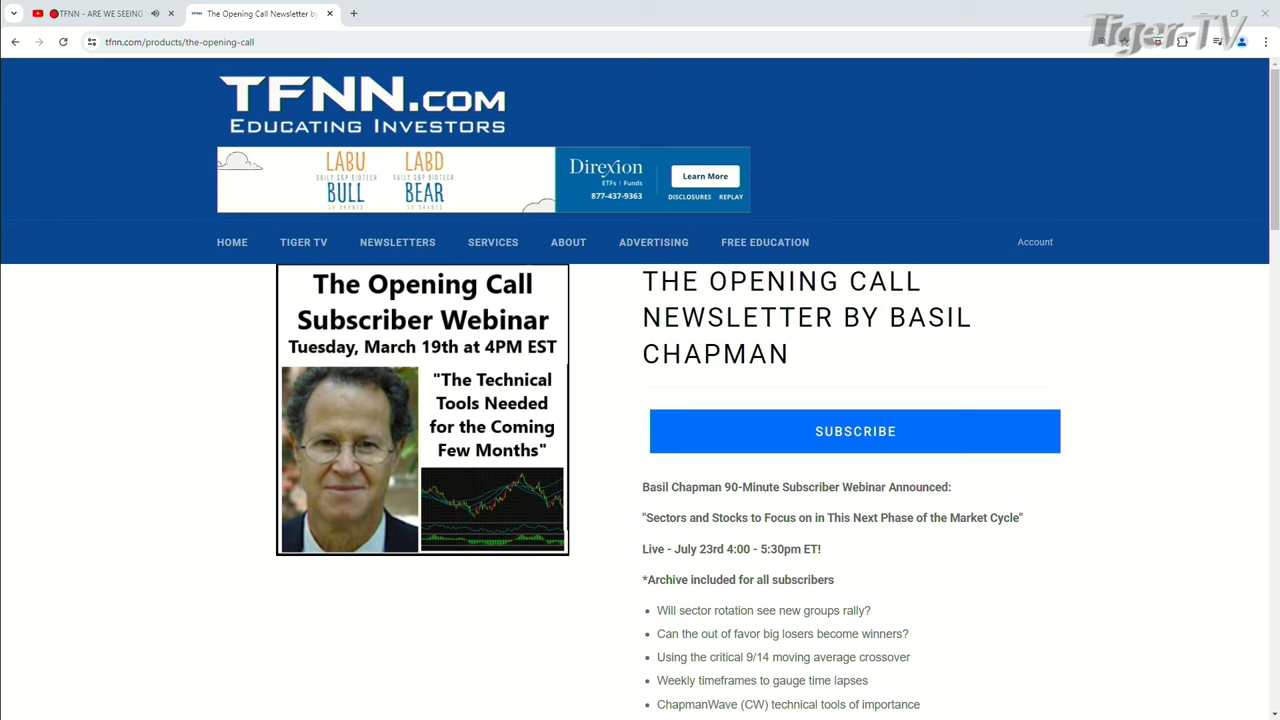 TFNN - ARE WE SEEING
The Opening Call Newsletter by
tfnn.com/products/the-opening-call
Tiger-TV
TFNN.COM
EDUCATING INVESTORS
LABU
LABD
DAILY S&P BIOTECH
DAILY S&P BIOTECH
BULL
BEAR
Direxion
ETFs | Funds
877-437-9363
Learn More
DISCLOSURES REPLAY
HOME TIGER TV NEWSLETTERS SERVICES ABOUT ADVERTISING FREE EDUCATION Account
The Opening Call
Subscriber Webinar
Tuesday, March 19th at 4PM EST
"The Technical
Tools Needed
for the Coming
Few Months"
THE OPENING CALL
NEWSLETTER BY BASIL
CHAPMAN
SUBSCRIBE
Basil Chapman 90-Minute Subscriber Webinar Announced:
"Sectors and Stocks to Focus on in This Next Phase of the Market Cycle"
Live - July 23rd 4:00 - 5:30pm ET!
*Archive included for all subscribers
• Will sector rotation see new groups rally?
• Can the out of favor big losers become winners?
• Using the critical 9/14 moving average crossover
• Weekly timeframes to gauge time lapses
• ChapmanWave (CW) technical tools of importance